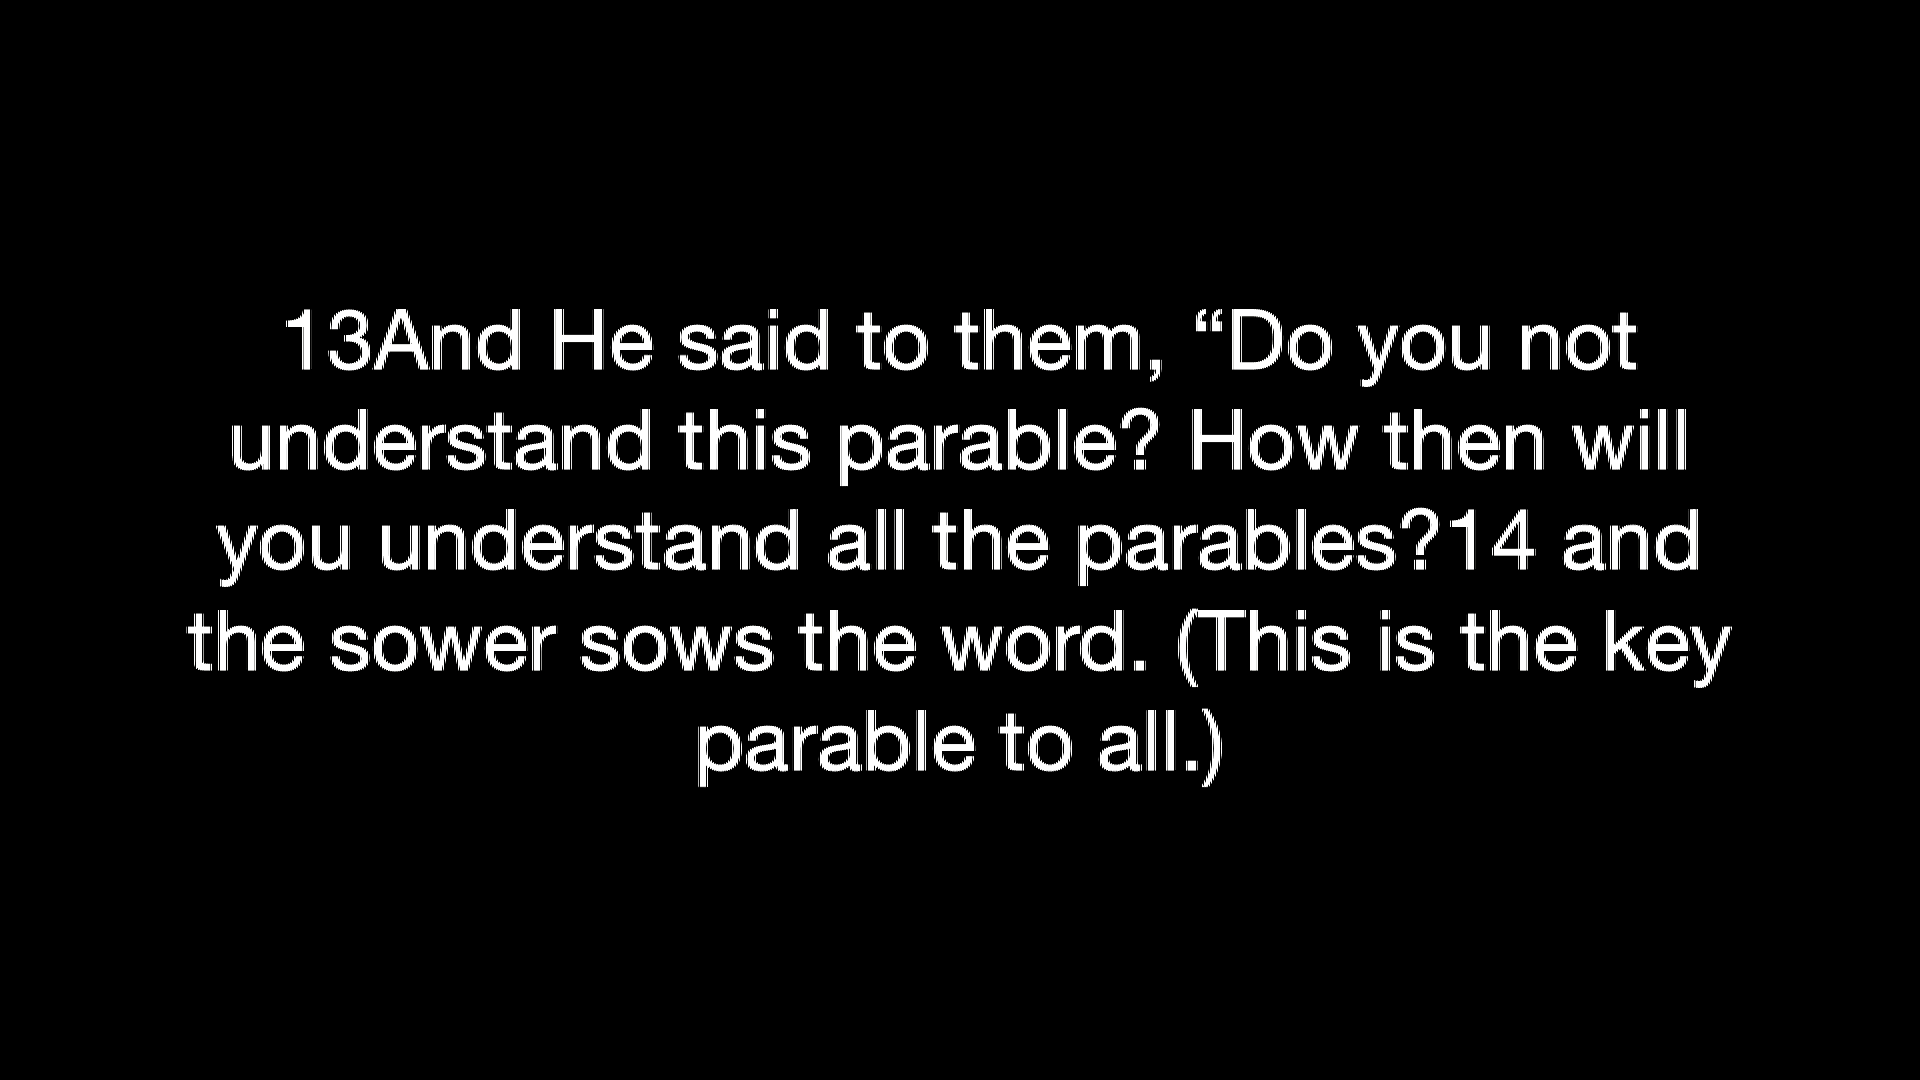 13And He said to them, “Do you not
understand this parable? How then will
you understand all the parables?14 and
the sower sows the word. (This is the key
parable to all.)